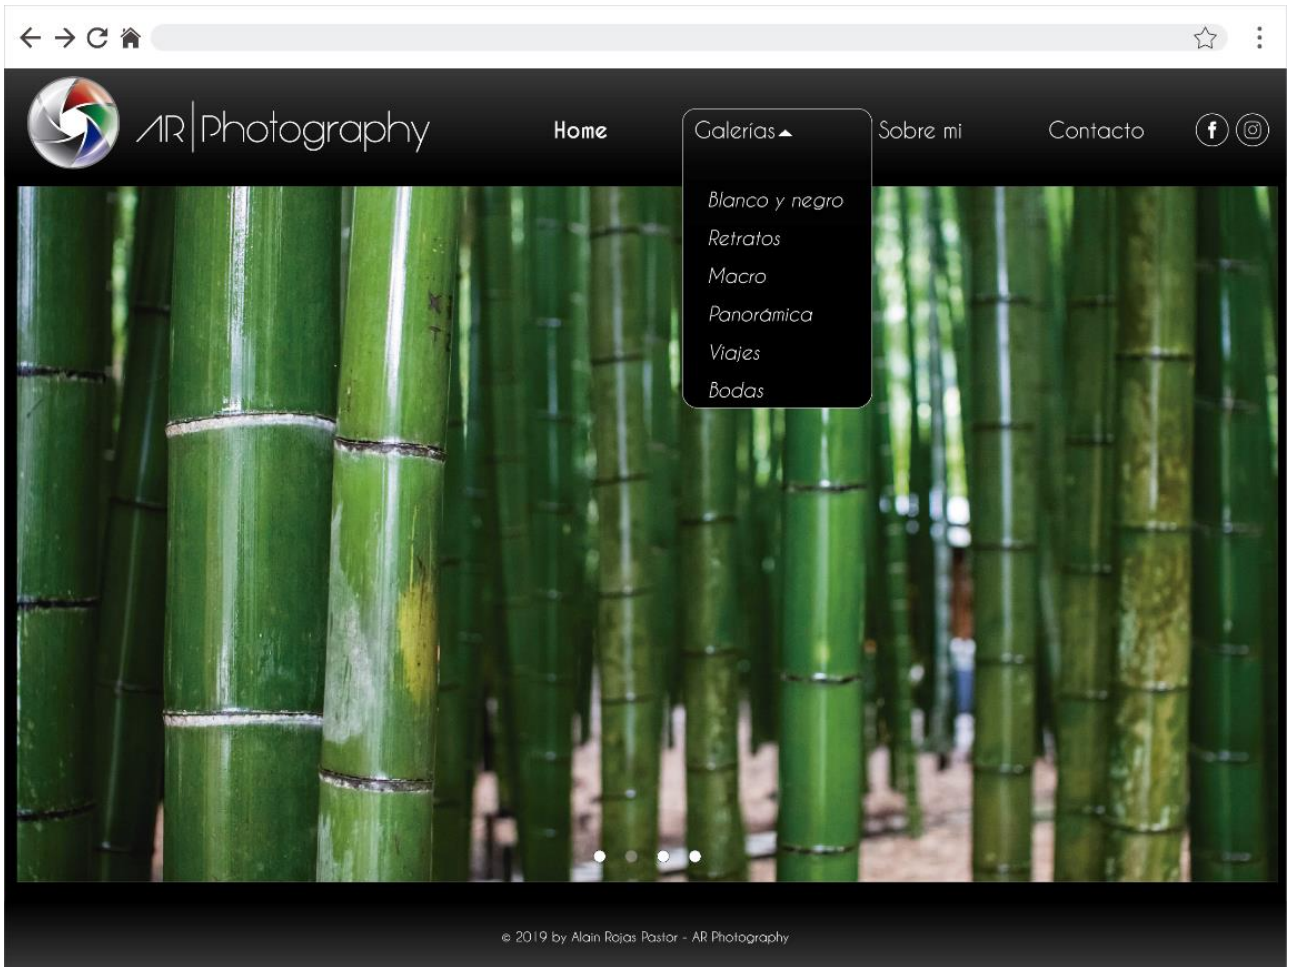 AR|Photography
Home
Galerías
Sobre mi
Contacto
Blanco y negro
Retratos
Macro
Panorámica
Viajes
Bodas
© 2019 by Alain Rojas Pastor - AR Photography